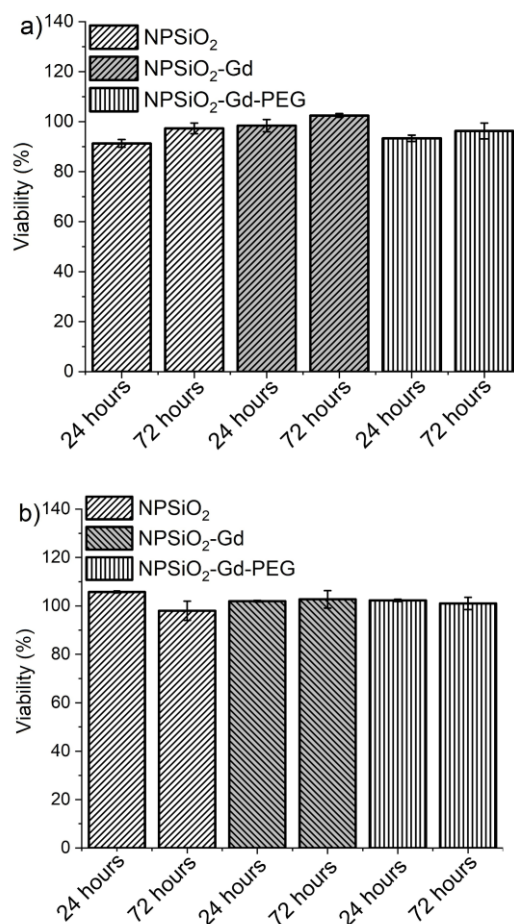 a)
NPSiO₂
NPSiO₂-Gd
NPSiO₂-Gd-PEG
Viability (%)
140
120
100
80
60
40
20
0
24 hours
72 hours
24 hours
72 hours
24 hours
72 hours
b)
NPSiO₂
NPSiO₂-Gd
NPSiO₂-Gd-PEG
Viability (%)
140
120
100
80
60
40
20
0
24 hours
72 hours
24 hours
72 hours
24 hours
72 hours